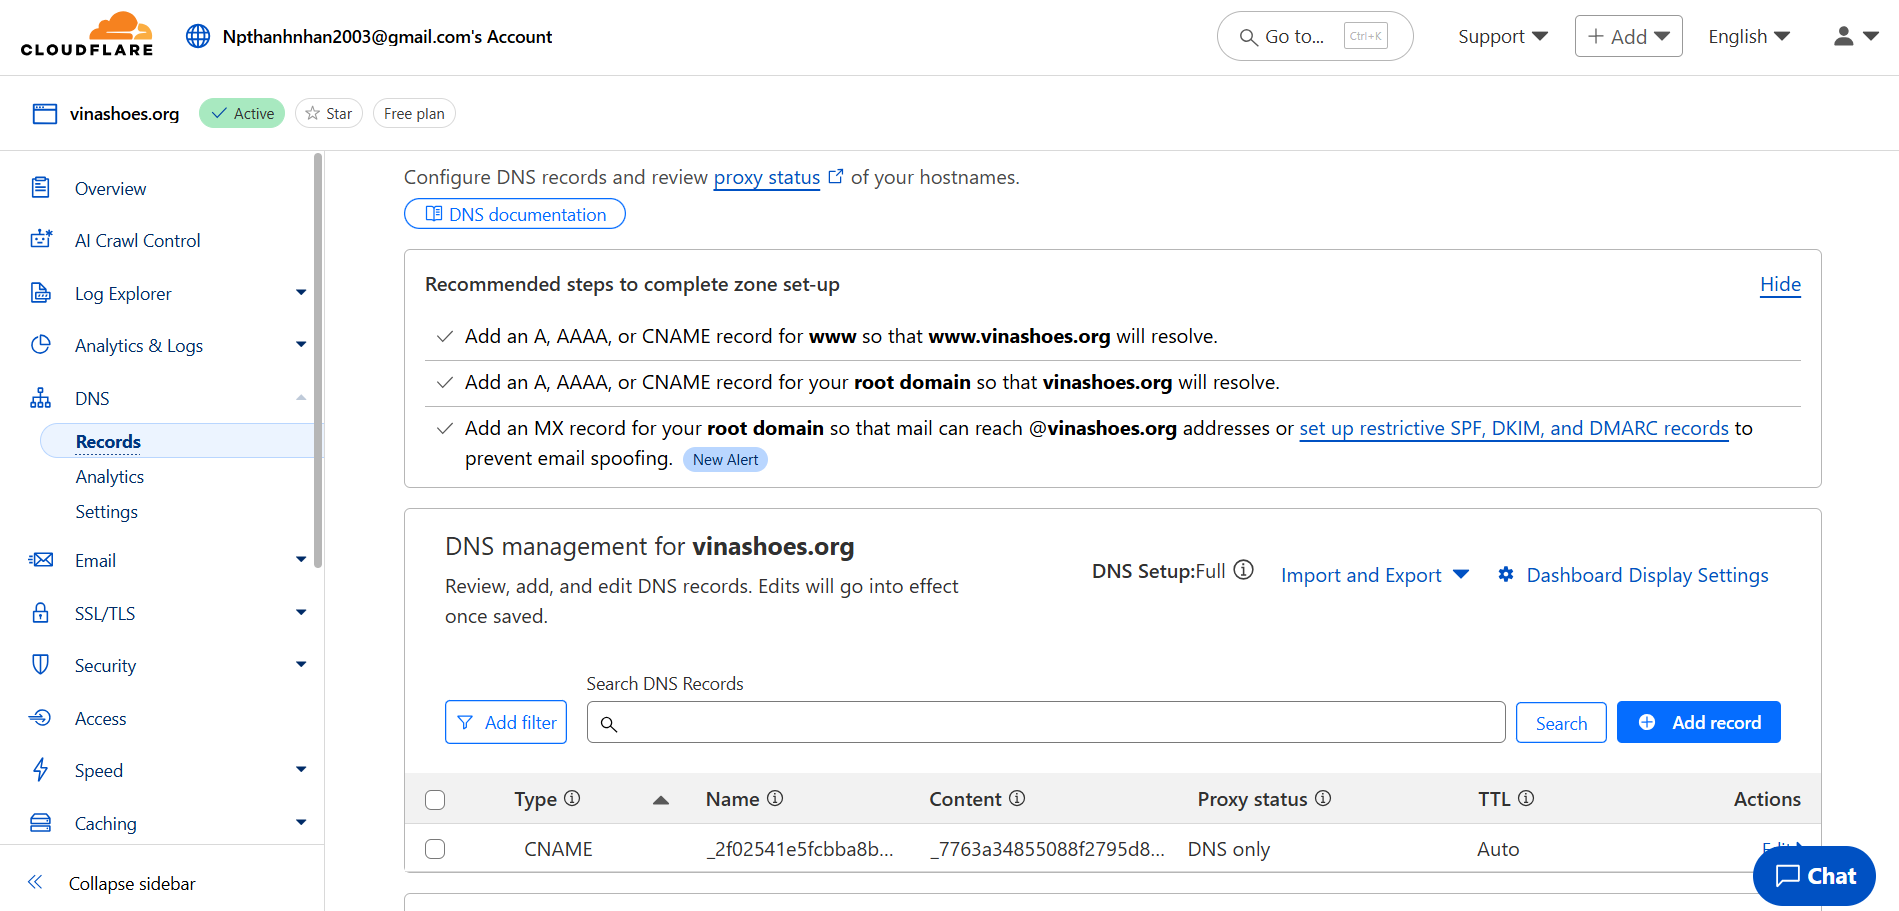 CLOUDFLARE
Npthanhnhan2003@gmail.com's Account
Go to...
Ctrl+K
Support
Add
English
vinashoes.org
Active
Star
Free plan
Overview
AI Crawl Control
Log Explorer
Analytics & Logs
DNS
Records
Analytics
Settings
Email
SSL/TLS
Security
Access
Speed
Caching
Collapse sidebar
Configure DNS records and review proxy status of your hostnames.
DNS documentation
Recommended steps to complete zone set-up
Hide
Add an A, AAAA, or CNAME record for www so that www.vinashoes.org will resolve.
Add an A, AAAA, or CNAME record for your root domain so that vinashoes.org will resolve.
Add an MX record for your root domain so that mail can reach @vinashoes.org addresses or set up restrictive SPF, DKIM, and DMARC records to
prevent email spoofing. New Alert
DNS management for vinashoes.org
Review, add, and edit DNS records. Edits will go into effect
once saved.
DNS Setup:Full
Import and Export
Dashboard Display Settings
Search DNS Records
Add filter
Search
Add record
Type Name Content Proxy status TTL Actions
CNAME _2f02541e5fcbba8b... _7763a34855088f2795d8... DNS only Auto Edit
Chat